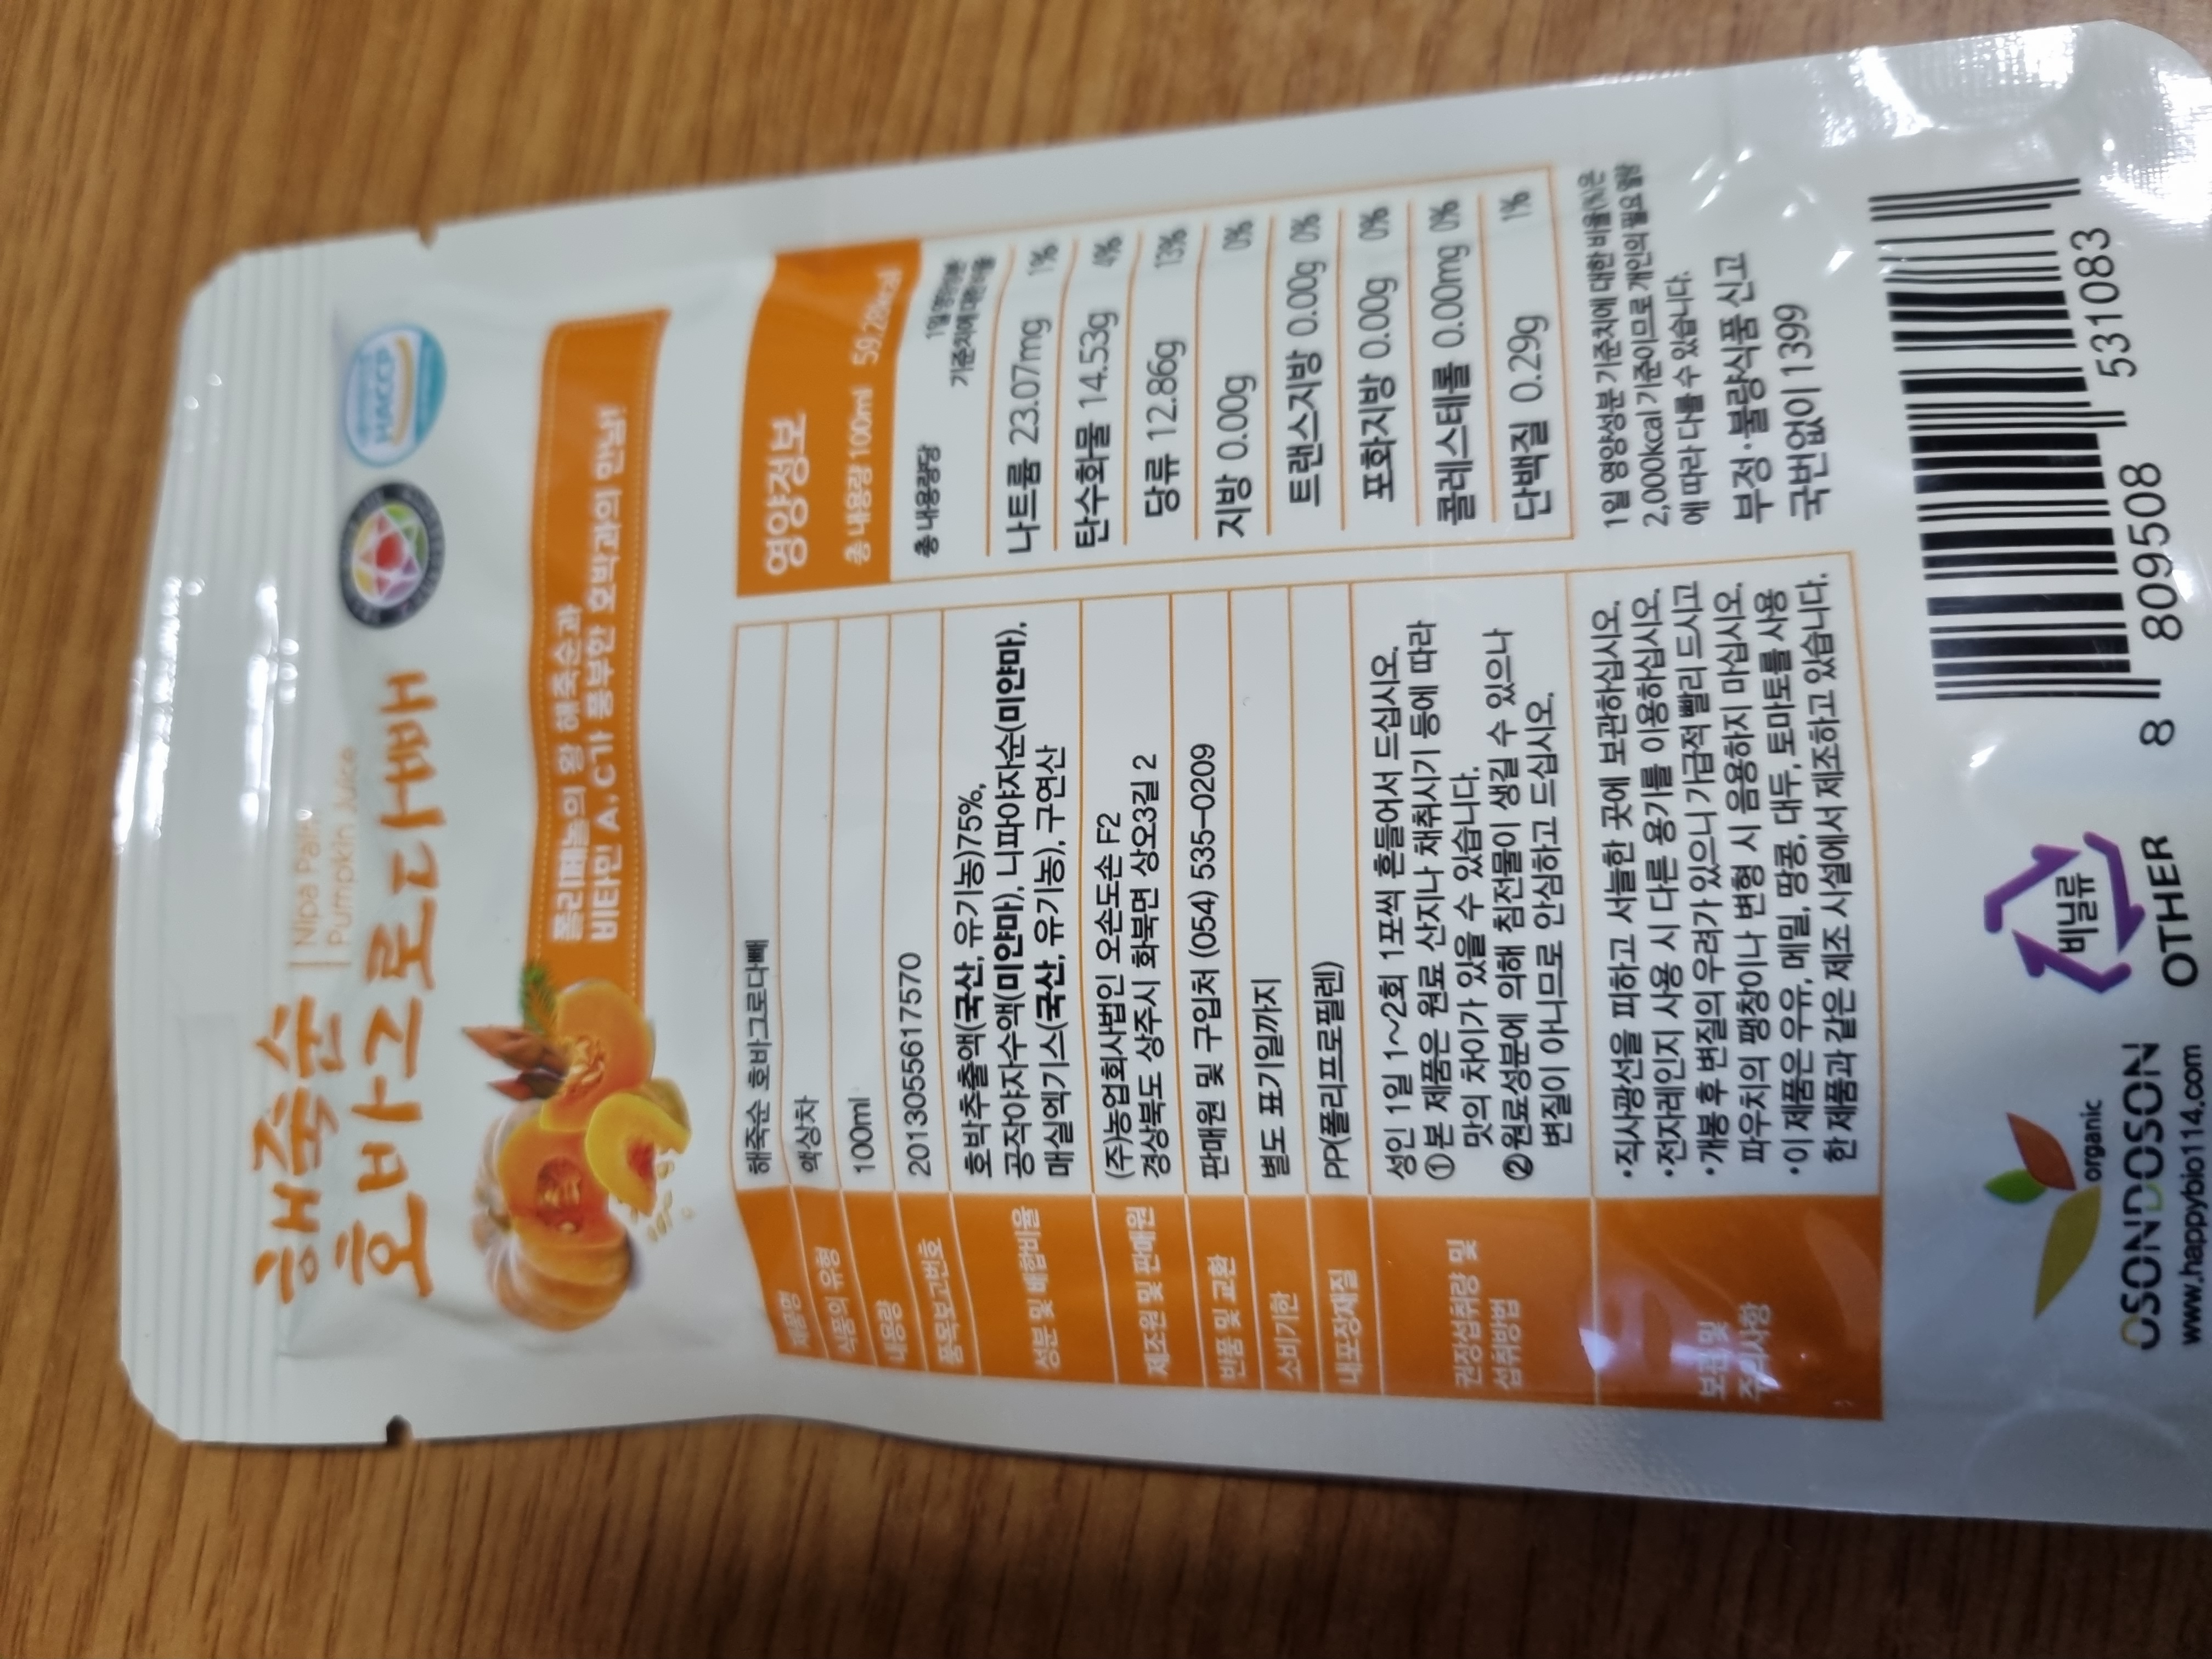 해죽순
Nipa Palm
Pumpkin Juice
호바그로다빼
HACCP
폴리페놀의 왕 해죽순과
비타민 A, C가 풍부한 호박과의 만남!
제품명 해죽순 호바그로다빼
식품의 유형 액상차
내용량 100ml
품목보고번호 2013055617570
성분 및 배합비율 호박추출액(국산, 유기농)75%,
공작야자수액(미얀마), 니파야자순(미얀마),
매실엑기스(국산, 유기농), 구연산
제조원 및 판매원 (주)농업회사법인 오손도손 F2
경상북도 상주시 화북면 상오3길 2
반품 및 교환 판매원 및 구입처 (054) 535-0209
소비기한 별도 표기일까지
내포장재질 PP(폴리프로필렌)
권장섭취량 및
섭취방법
성인 1일 1~2회 1포씩 흔들어서 드십시오.
①본 제품은 원료 산지나 채취시기 등에 따라
맛의 차이가 있을 수 있습니다.
②원료성분에 의해 침전물이 생길 수 있으나
변질이 아니므로 안심하고 드십시오.
보관 및
주의사항
•직사광선을 피하고 서늘한 곳에 보관하십시오.
•전자레인지 사용 시 다른 용기를 이용하십시오.
•개봉 후 변질의 우려가 있으니 가급적 빨리 드시고
파우치의 팽창이나 변형 시 음용하지 마십시오.
•이 제품은 우유, 메밀, 땅콩, 대두, 토마토를 사용
한 제품과 같은 제조 시설에서 제조하고 있습니다.
영양정보
총 내용량 100ml 59.28kcal
총 내용량당 1일 영양성분
기준치에 대한 비율
나트륨 23.07mg 1%
탄수화물 14.53g 4%
당류 12.86g 13%
지방 0.00g 0%
트랜스지방 0.00g 0%
포화지방 0.00g 0%
콜레스테롤 0.00mg 0%
단백질 0.29g 1%
1일 영양성분 기준치에 대한 비율(%)은
2,000kcal 기준이므로 개인의 필요 열량
에 따라 다를 수 있습니다.
부정·불량식품 신고
국번없이 1399
organic
OSONDOSON
www.happybio114.com
비닐류
OTHER
8 809508 531083